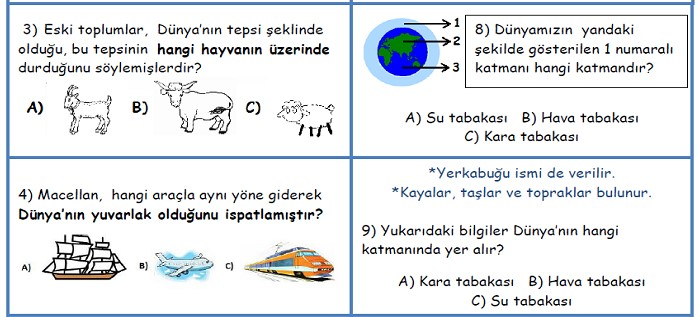 3) Eski toplumlar, Dünya’nın tepsi şeklinde
olduğu, bu tepsinin hangi hayvanın üzerinde
durduğunu söylemişlerdir?
A) B) C)
4) Macellan, hangi araçla aynı yöne giderek
Dünya’nın yuvarlak olduğunu ispatlamıştır?
A) B) C)
1
2
3
8) Dünyamızın yandaki
şekilde gösterilen 1 numaralı
katmanı hangi katmandır?
A) Su tabakası B) Hava tabakası
C) Kara tabakası
*Yerkabuğu ismi de verilir.
*Kayalar, taşlar ve topraklar bulunur.
9) Yukarıdaki bilgiler Dünya’nın hangi
katmanında yer alır?
A) Kara tabakası B) Hava tabakası
C) Su tabakası